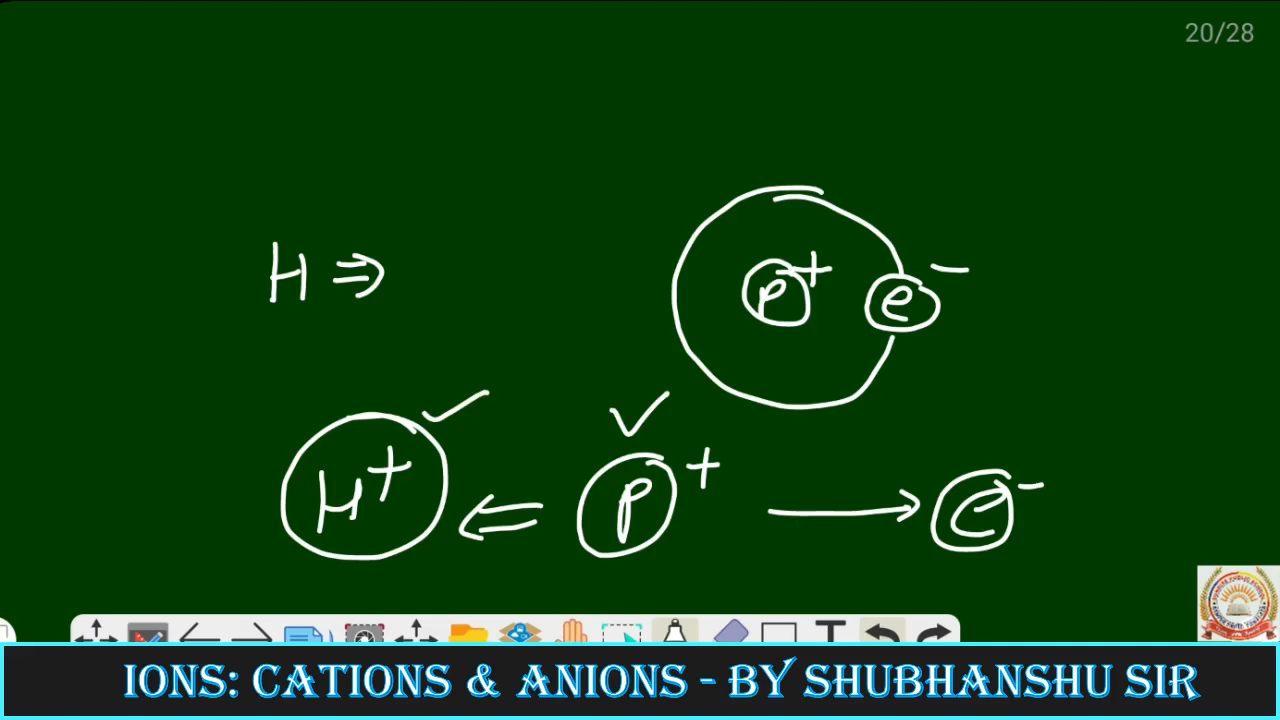 20/28
H ⇒
p+ e−
H+ ⇐ p+ → e−
IONS: CATIONS & ANIONS - BY SHUBHANSHU SIR